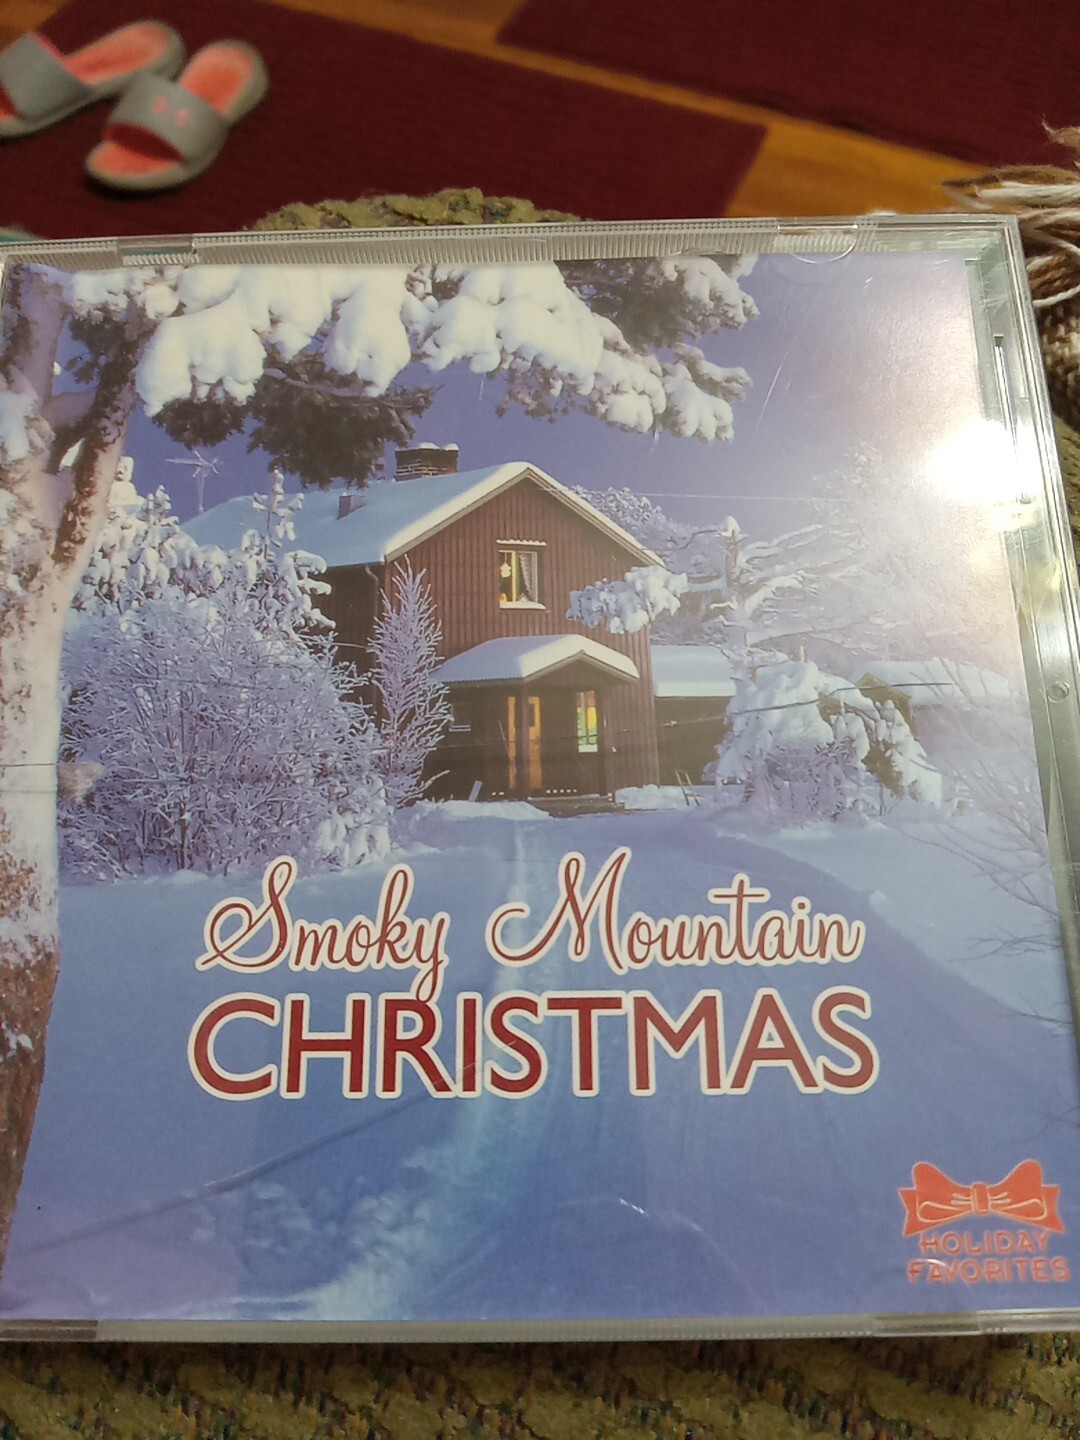 Smoky Mountain
CHRISTMAS
HOLIDAY
FAVORITES